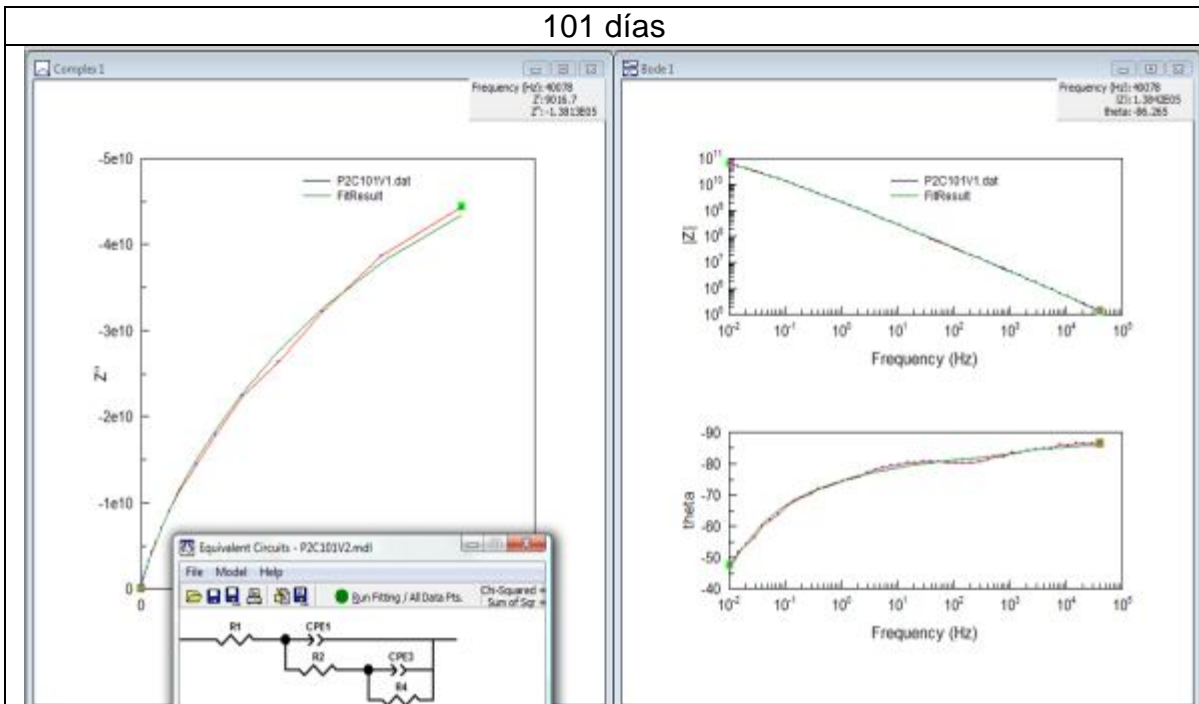 101 días
Complex 1
Frequency (Hz): 40078
Z': 9016.7
Z'': -1.3813E05
-5e10
-4e10
-3e10
-2e10
-1e10
0
0
Z''
P2C101V1.dat
FitResult
Equivalent Circuits - P2C101V2.mdl
File Model Help
Run Fitting / All Data Pts.
Chi-Squared =
Sum of Sqr =
R1
CPE1
R2
CPE3
R4
Bode 1
Frequency (Hz): 40078
|Z|: 1.3842E05
theta: -86.265
10^11
10^10
10^9
10^8
10^7
10^6
10^5
|Z|
P2C101V1.dat
FitResult
10^-2 10^-1 10^0 10^1 10^2 10^3 10^4 10^5
Frequency (Hz)
-90
-80
-70
-60
-50
-40
theta
10^-2 10^-1 10^0 10^1 10^2 10^3 10^4 10^5
Frequency (Hz)